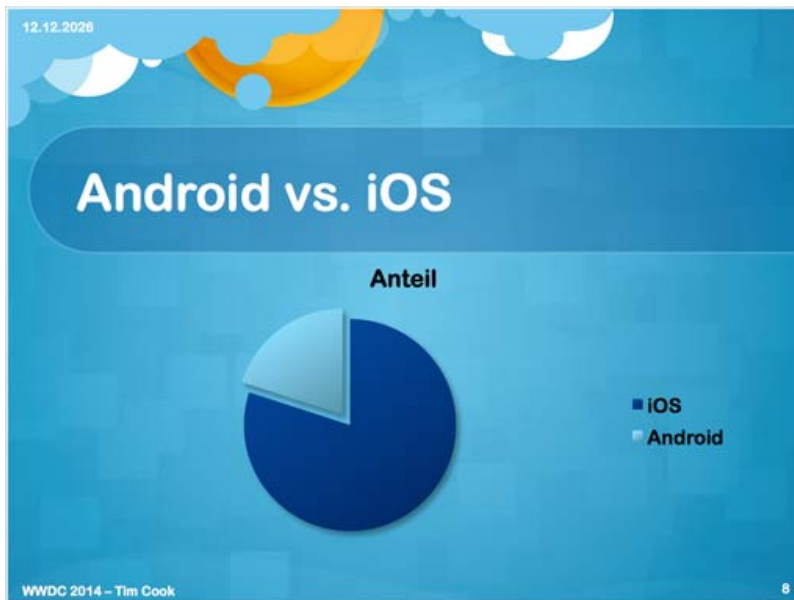 12.12.2026
Android vs. iOS
Anteil
iOS
Android
WWDC 2014 – Tim Cook
8